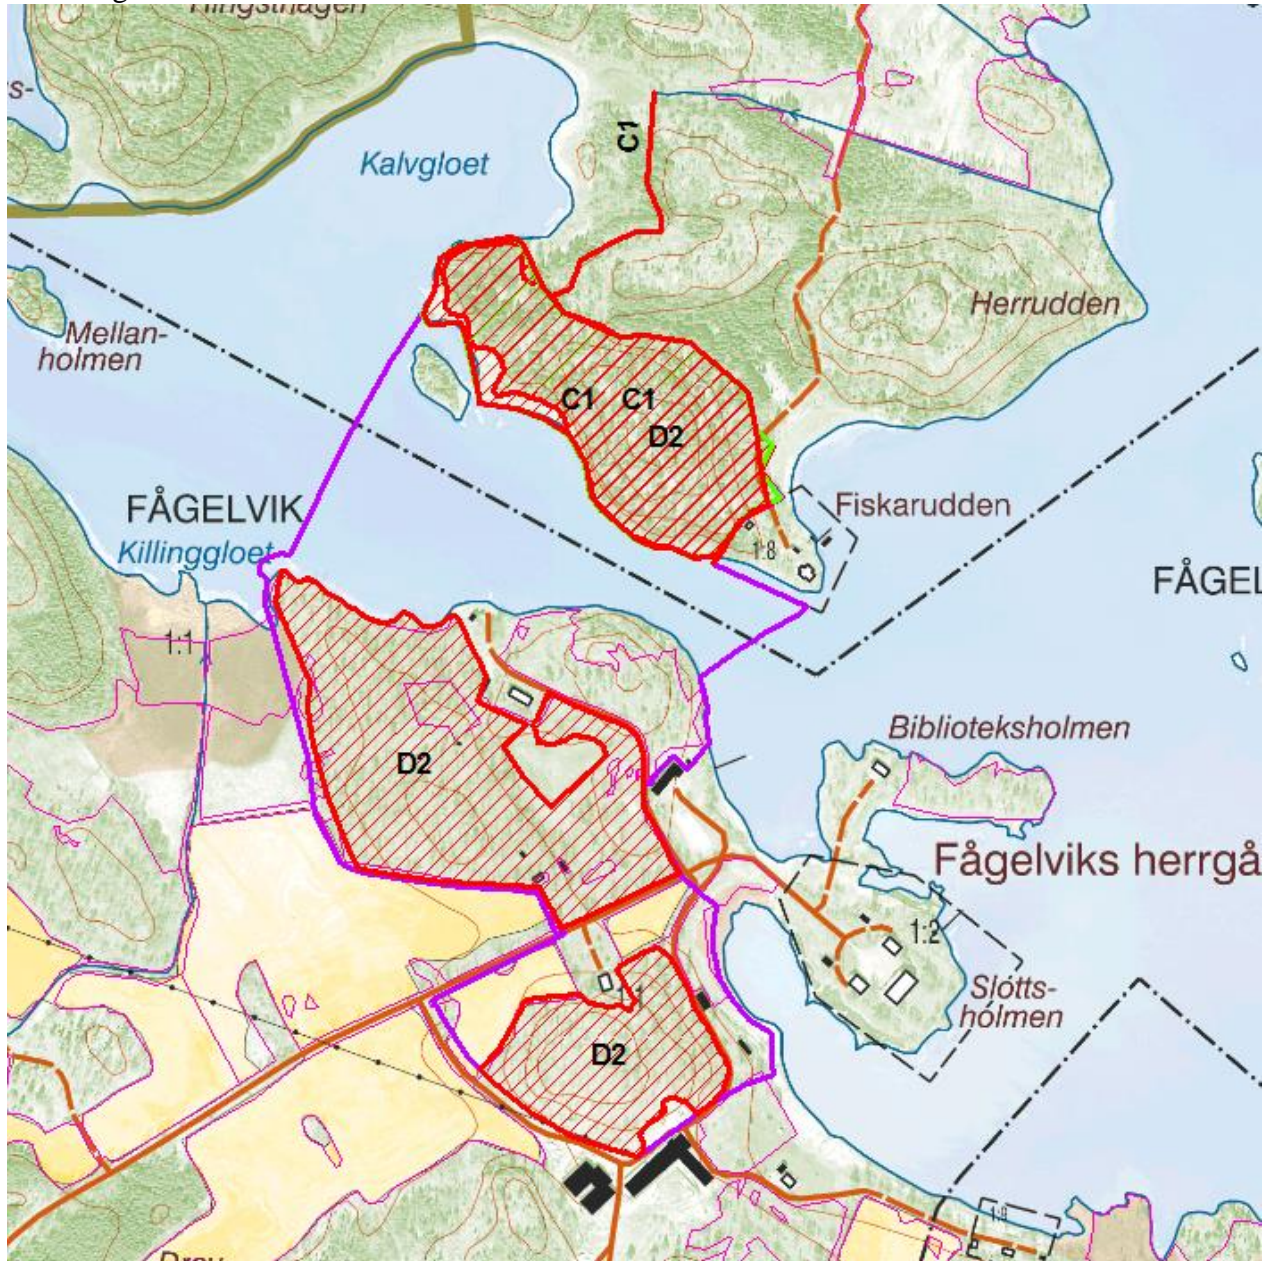 Kalvgloet
C1
Herrudden
Mellan-
holmen
C1 C1
D2
FÅGELVIK
Killinggloet
Fiskarudden
1:8
FÅGEL
1:1
Biblioteksholmen
D2
Fågelviks herrgå
1:2
Slotts-
holmen
D2
1:9